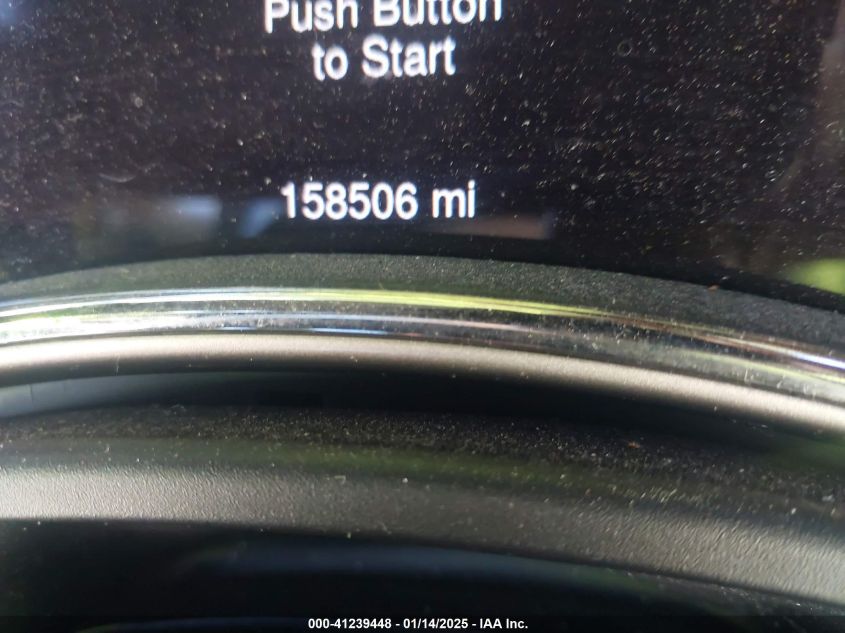 Push Button
to Start
158506 mi
000-41239448 - 01/14/2025 - IAA Inc.